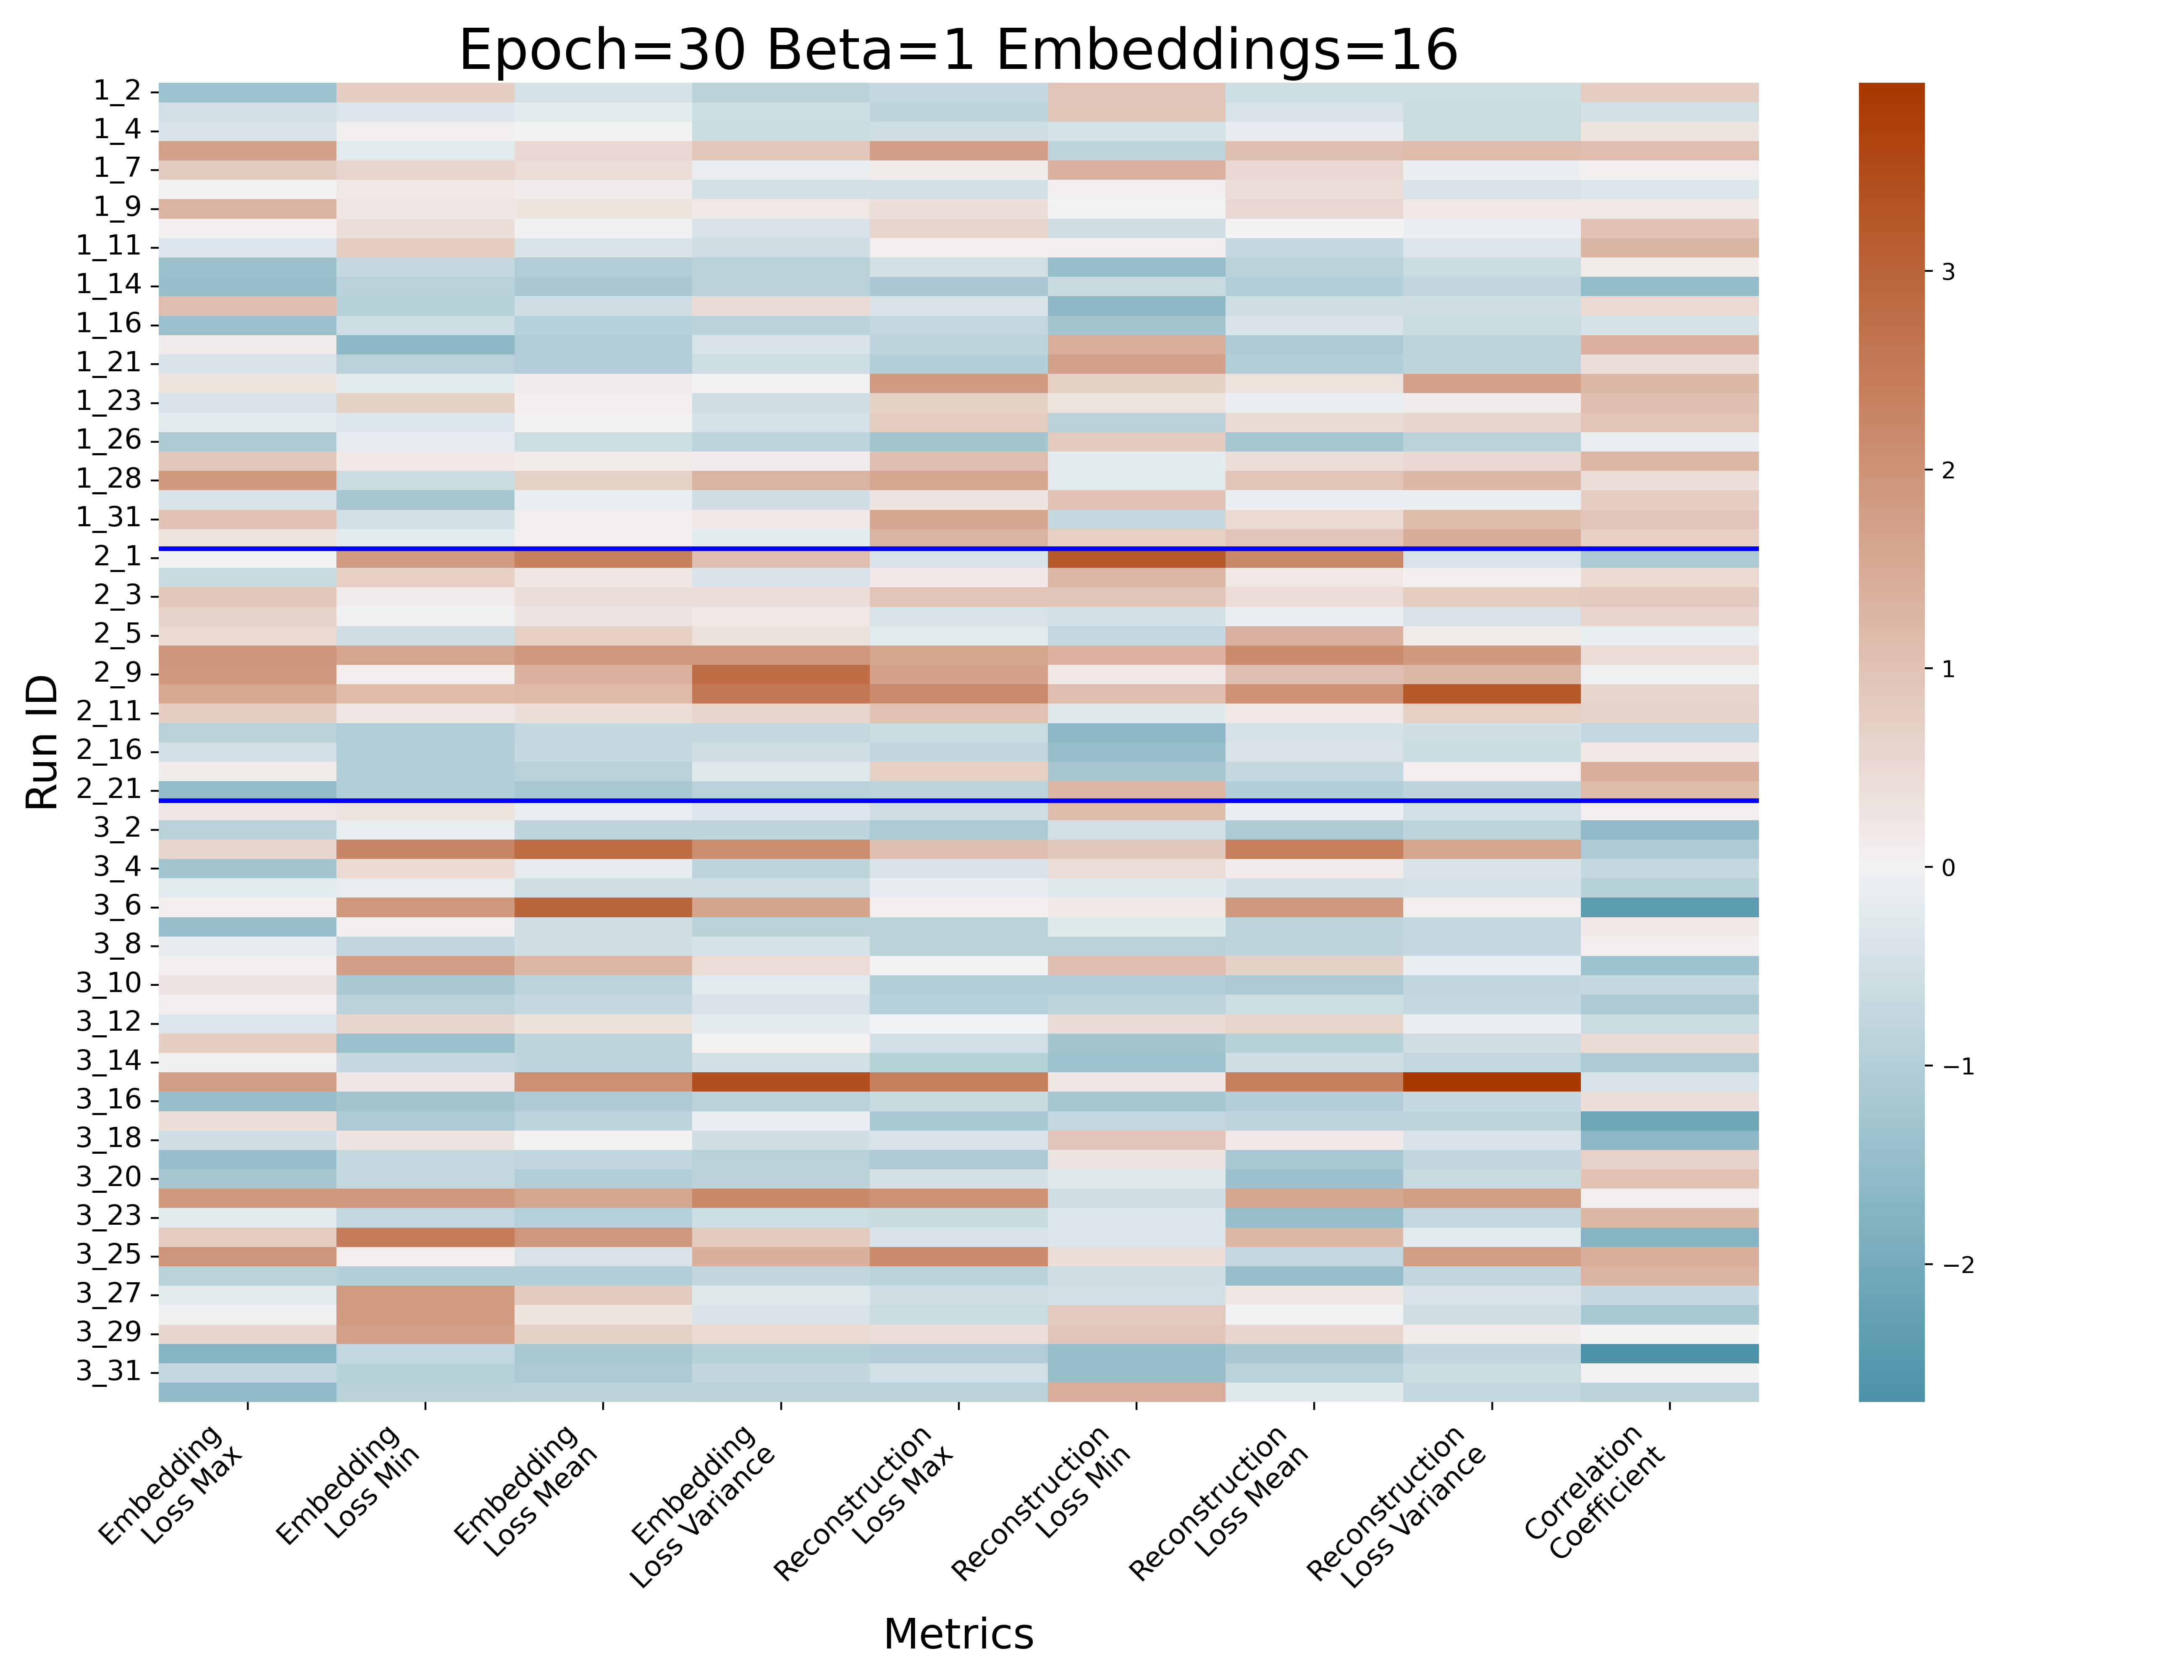 Epoch=30 Beta=1 Embeddings=16
Run ID
1_2
1_4
1_7
1_9
1_11
1_14
1_16
1_21
1_23
1_26
1_28
1_31
2_1
2_3
2_5
2_9
2_11
2_16
2_21
3_2
3_4
3_6
3_8
3_10
3_12
3_14
3_16
3_18
3_20
3_23
3_25
3_27
3_29
3_31
Embedding
Loss Max
Embedding
Loss Min
Embedding
Loss Mean
Embedding
Loss Variance
Reconstruction
Loss Max
Reconstruction
Loss Min
Reconstruction
Loss Mean
Reconstruction
Loss Variance
Correlation
Coefficient
Metrics
3
2
1
0
−1
−2